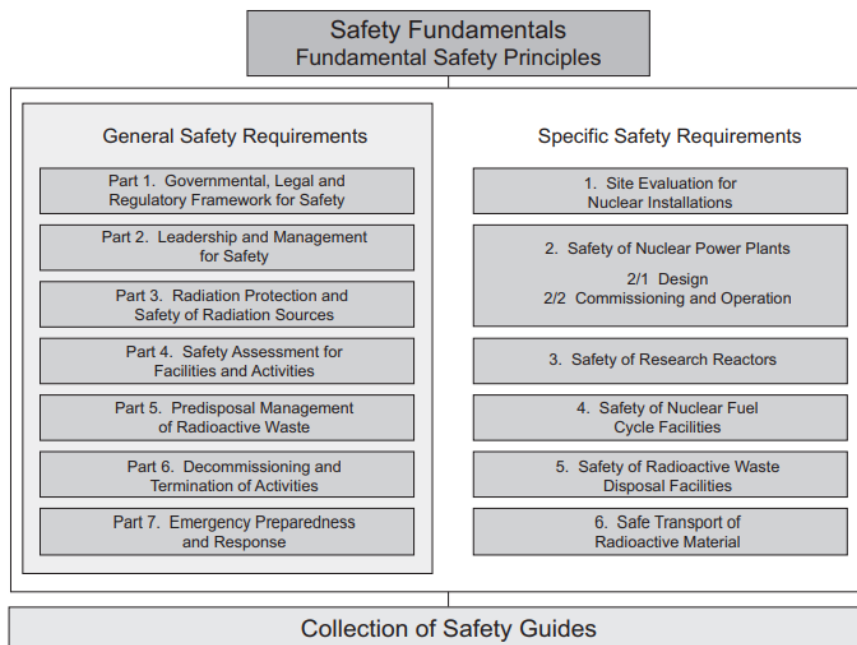 Safety Fundamentals
Fundamental Safety Principles
General Safety Requirements
Part 1. Governmental, Legal and
Regulatory Framework for Safety
Part 2. Leadership and Management
for Safety
Part 3. Radiation Protection and
Safety of Radiation Sources
Part 4. Safety Assessment for
Facilities and Activities
Part 5. Predisposal Management
of Radioactive Waste
Part 6. Decommissioning and
Termination of Activities
Part 7. Emergency Preparedness
and Response
Specific Safety Requirements
1. Site Evaluation for
Nuclear Installations
2. Safety of Nuclear Power Plants
2/1 Design
2/2 Commissioning and Operation
3. Safety of Research Reactors
4. Safety of Nuclear Fuel
Cycle Facilities
5. Safety of Radioactive Waste
Disposal Facilities
6. Safe Transport of
Radioactive Material
Collection of Safety Guides